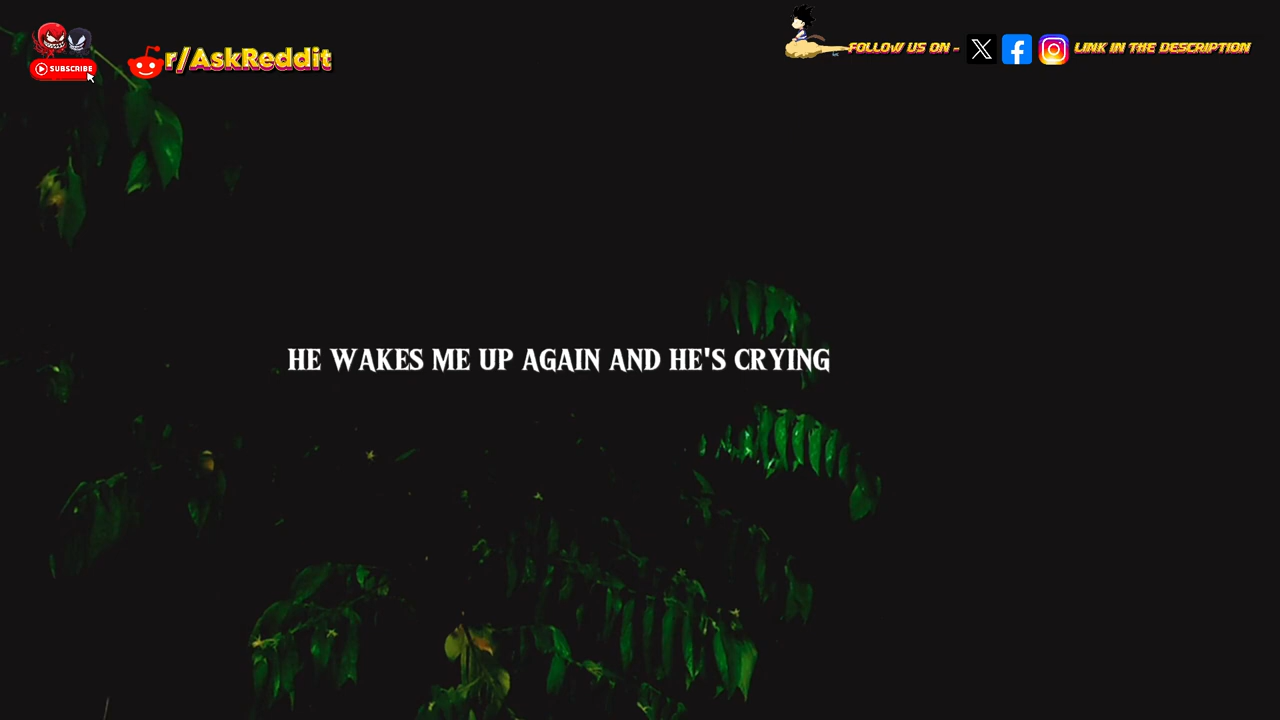 SUBSCRIBE
r/AskReddit
FOLLOW US ON -
LINK IN THE DESCRIPTION
HE WAKES ME UP AGAIN AND HE'S CRYING